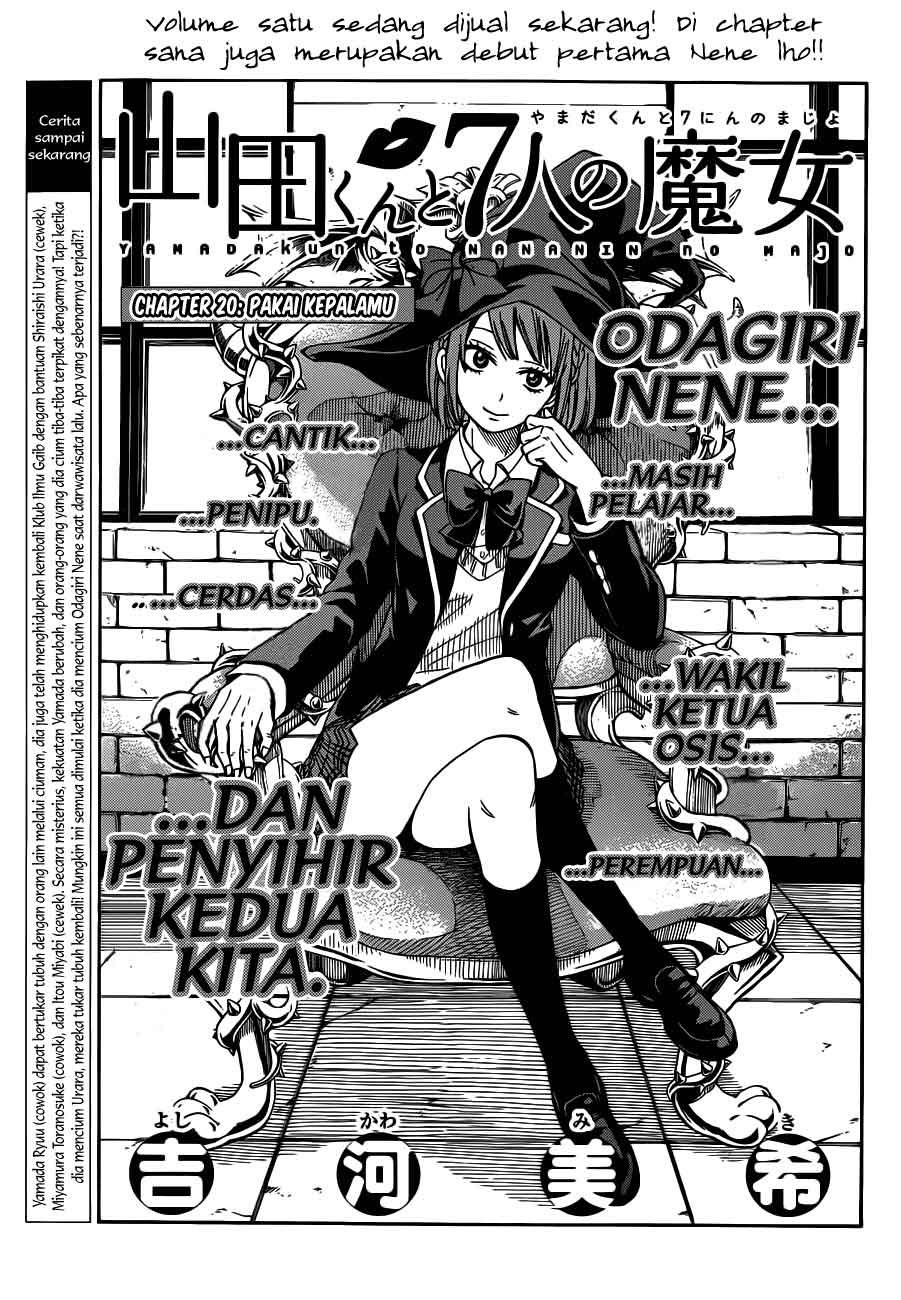 Volume satu sedang dijual sekarang! Di chapter
sana juga merupakan debut pertama Nene lho!!
Cerita
sampai
sekarang
Yamada Ryuu (cowok) dapat bertukar tubuh dengan orang lain melalui ciuman, dia juga telah menghidupkan kembali Klub Ilmu Gaib dengan bantuan Shiraishi Urara (cewek),
Miyamura Toranosuke (cowok), dan Itou Miyabi (cewek). Secara misterius, kekuatan Yamada berubah, dan orang-orang yang dia cium tiba-tiba terpikat dengannya! Tapi ketika
dia mencium Urara, mereka tukar tubuh kembali! Mungkin ini semua dimulai ketika dia mencium Odagiri Nene saat darwawisata lalu. Apa yang sebenarnya terjadi?!
やまだくんと7にんのまじょ
山田くんと7人の魔女
YAMADAKUN to NANANIN no MAJO
CHAPTER 20: PAKAI KEPALAMU
ODAGIRI
NENE...
...CANTIK...
...MASIH
PELAJAR...
...PENIPU.
...CERDAS...
...WAKIL
KETUA
OSIS...
...DAN
PENYIHIR
KEDUA
KITA.
...PEREMPUAN...
よし かわ み き
吉河美希